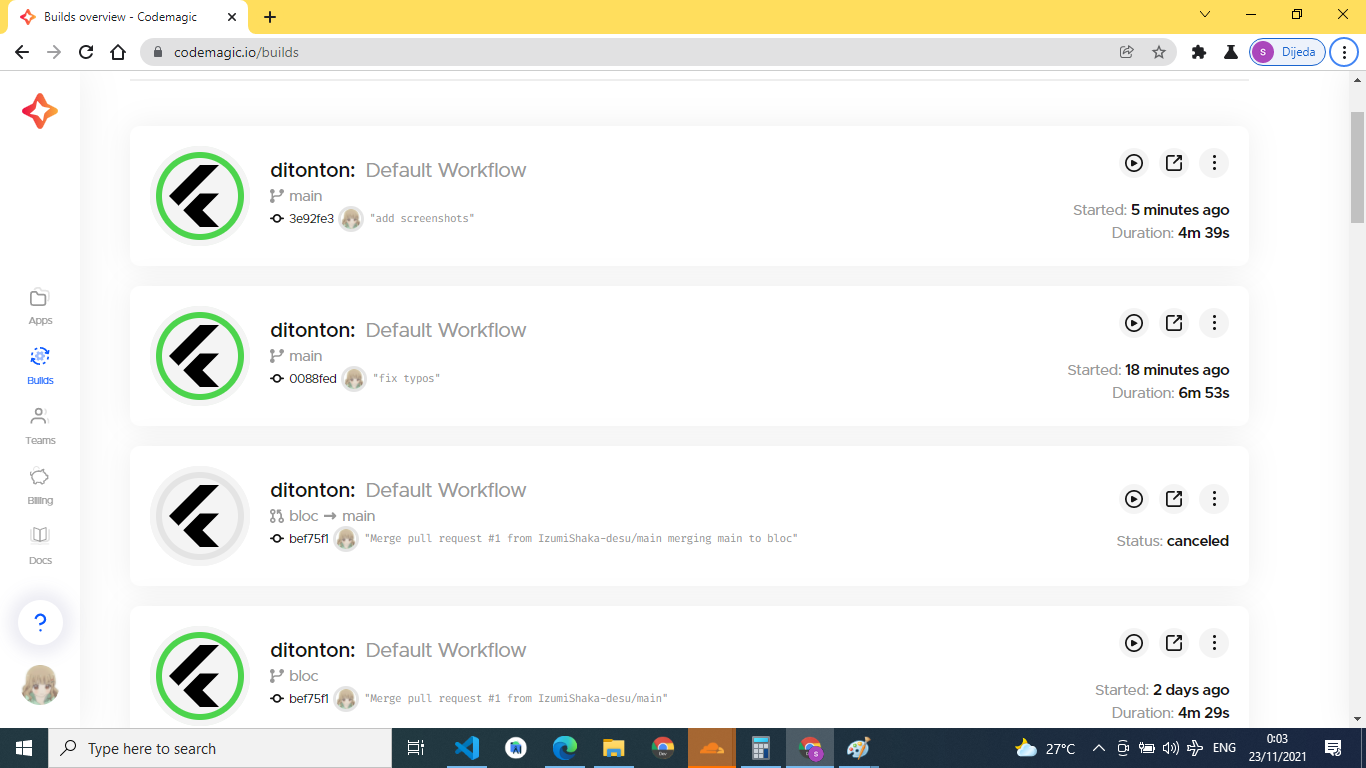 Builds overview - Codemagic
codemagic.io/builds
S Dijeda
ditonton: Default Workflow
main
3e92fe3 "add screenshots"
Started: 5 minutes ago
Duration: 4m 39s
ditonton: Default Workflow
main
0088fed "fix typos"
Started: 18 minutes ago
Duration: 6m 53s
ditonton: Default Workflow
bloc → main
bef75f1 "Merge pull request #1 from IzumiShaka-desu/main merging main to bloc"
Status: canceled
ditonton: Default Workflow
bloc
bef75f1 "Merge pull request #1 from IzumiShaka-desu/main"
Started: 2 days ago
Duration: 4m 29s
Apps
Builds
Teams
Billing
Docs
?
Type here to search
Dev
S
27°C
ENG
0:03
23/11/2021